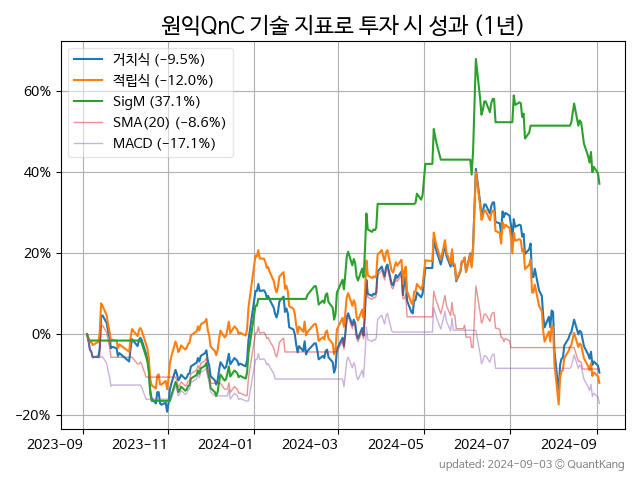 원익QnC 기술 지표로 투자 시 성과 (1년)
거치식 (−9.5%)
적립식 (−12.0%)
SigM (37.1%)
SMA(20) (−8.6%)
MACD (−17.1%)
60%
40%
20%
0%
−20%
2023-09 2023-11 2024-01 2024-03 2024-05 2024-07 2024-09
updated: 2024-09-03 © QuantKang